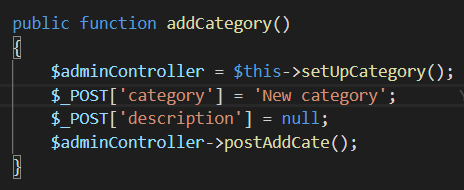 public function addCategory()
{
    $adminController = $this->setUpCategory();
    $_POST['category'] = 'New category';
    $_POST['description'] = null;
    $adminController->postAddCate();
}